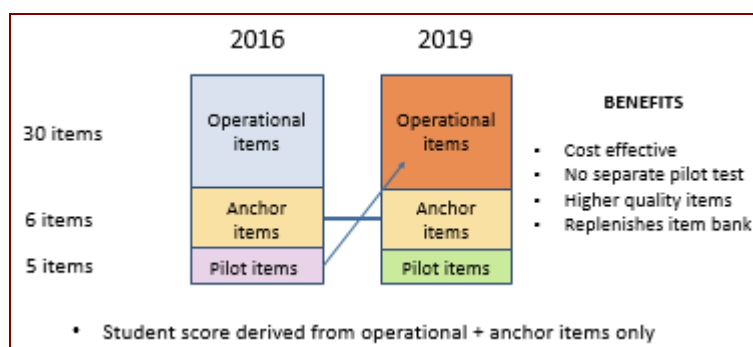 2016
2019
30 items
Operational
items
Operational
items
6 items
Anchor
items
Anchor
items
5 items
Pilot items
Pilot items
BENEFITS
▪ Cost effective
▪ No separate pilot test
▪ Higher quality items
▪ Replenishes item bank
• Student score derived from operational + anchor items only